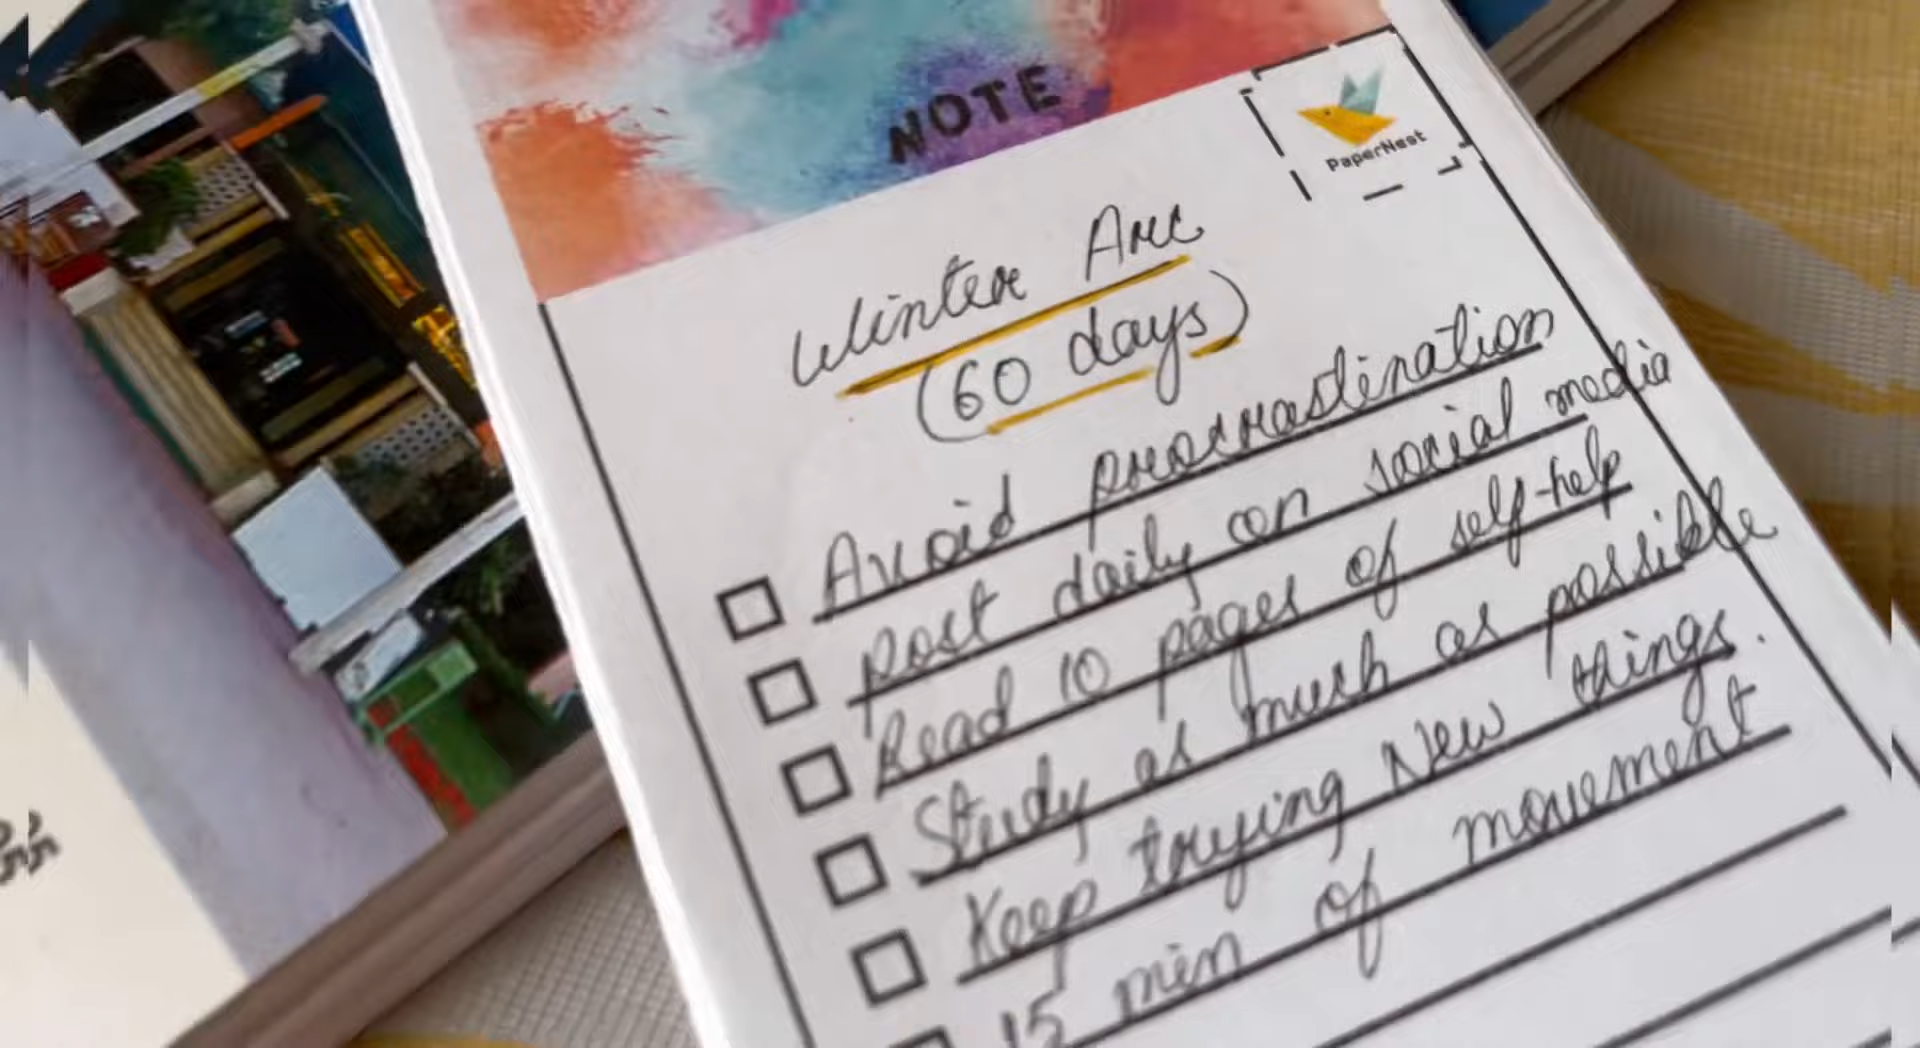 NOTE
PaperNest
Winter Arc
(60 days)
Avoid procrastination
post daily on social media
Read 10 pages of self-help
Study as much as possible
Keep trying New things.
15 min of movement